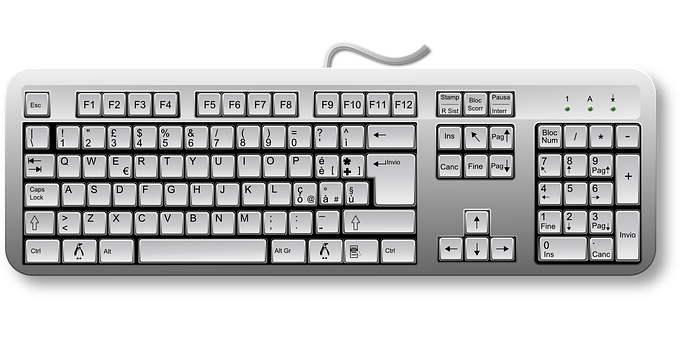 Esc F1 F2 F3 F4 F5 F6 F7 F8 F9 F10 F11 F12 Stamp R Sist Bloc Scorr Pausa Interr 1 A
| \ ! 1 " 2 £ 3 $ 4 % 5 & 6 / 7 ( 8 ) 9 = 0 ? ' ^ ì ← Ins ↖ Pag↑ Bloc Num / * -
Q W E € R T Y U I O P é è [ * + ] ↵Invio Canc Fine Pag↓ 7 ↖ 8 ↑ 9 Pag↑ +
Caps Lock A S D F G H J K L ç ò @ ° à # § ù 4 ← 5 6 →
⇧ > < Z X C V B N M ; , : . _ - ⇧ ↑ 1 Fine 2 ↓ 3 Pag↓ Invio
Ctrl Alt Alt Gr Ctrl ← ↓ → 0 Ins . Canc